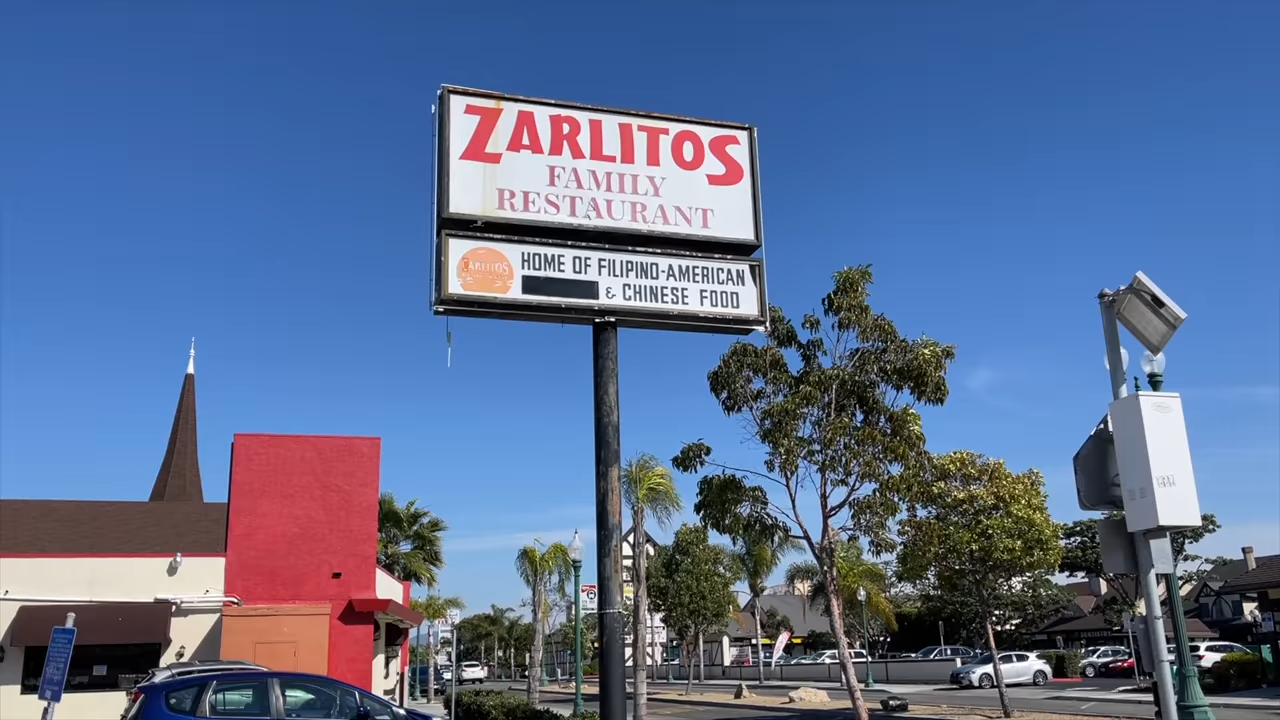 ZARLITOS
FAMILY
RESTAURANT
ZARLITOS
HOME OF FILIPINO-AMERICAN
& CHINESE FOOD